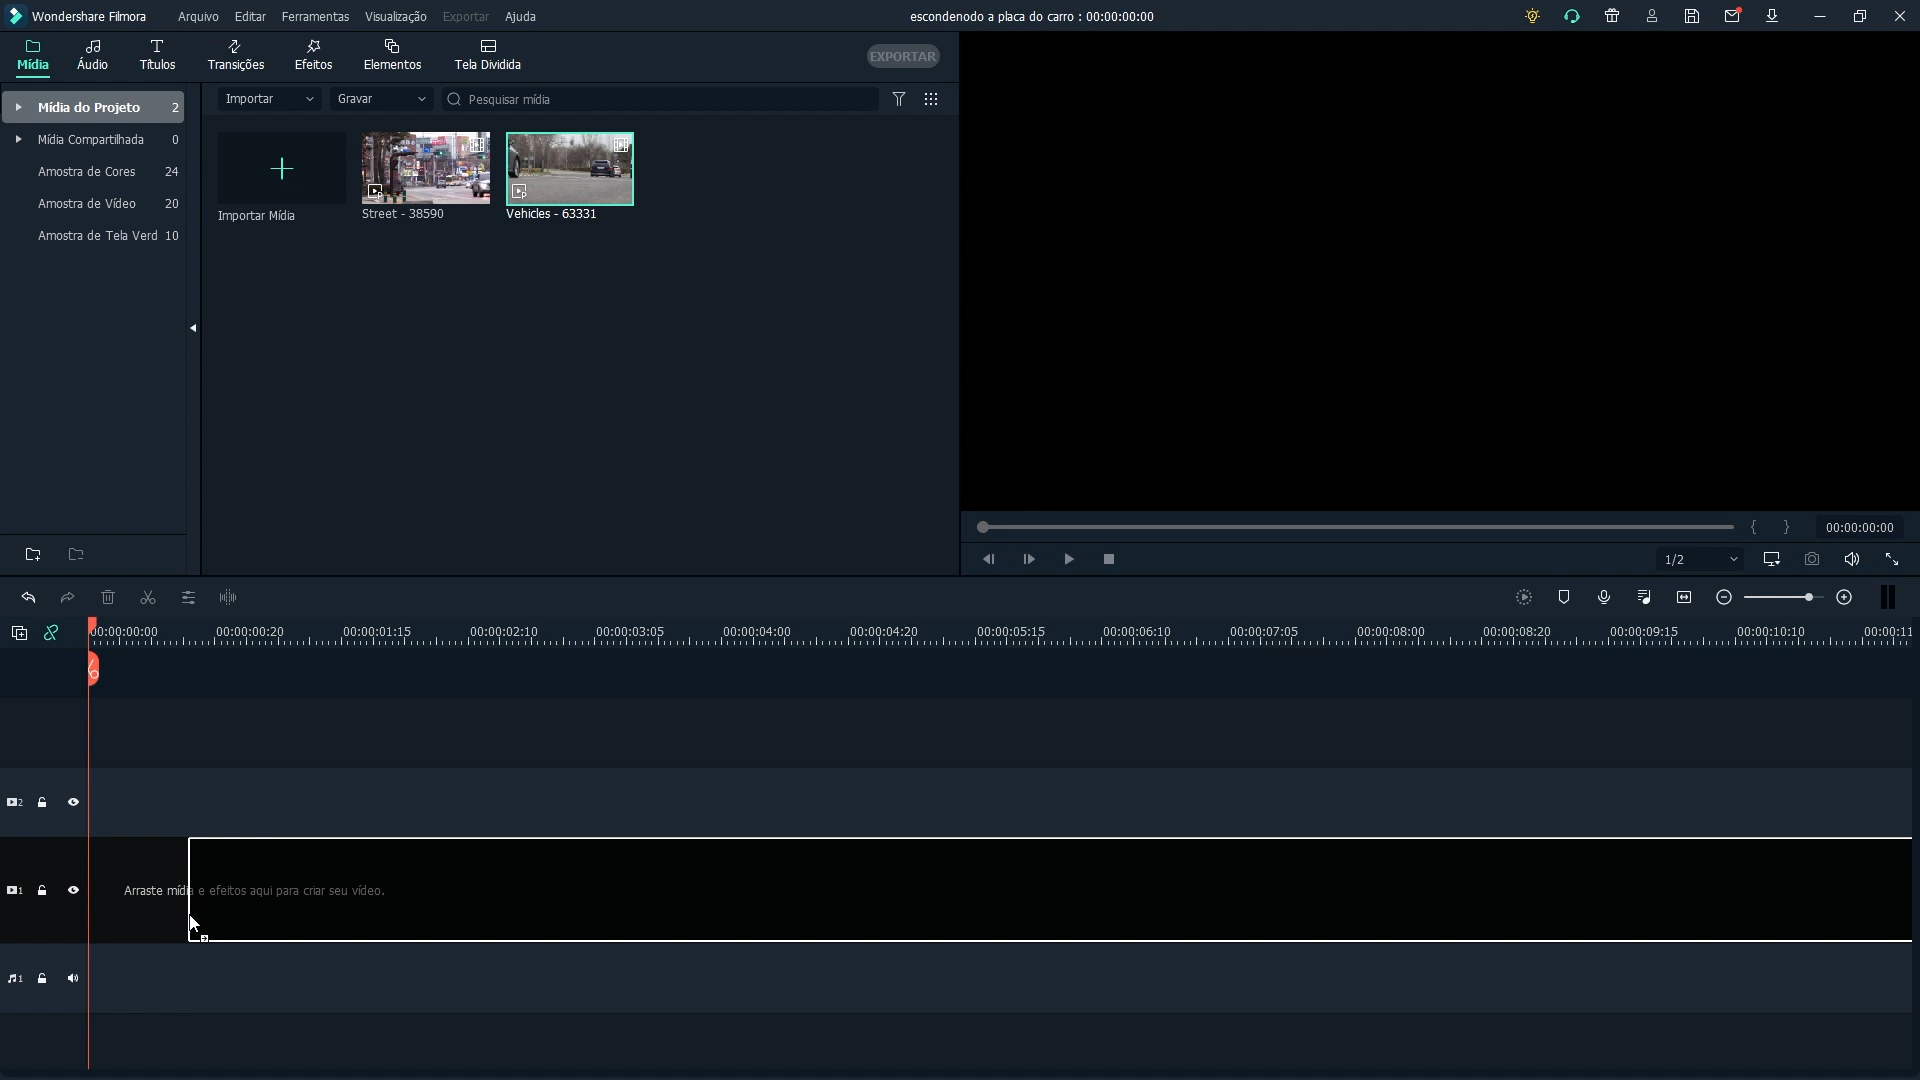 Wondershare Filmora Arquivo Editar Ferramentas Visualização Exportar Ajuda escondenodo a placa do carro : 00:00:00:00
Mídia Áudio Títulos Transições Efeitos Elementos Tela Dividida EXPORTAR
Mídia do Projeto 2
Mídia Compartilhada 0
Amostra de Cores 24
Amostra de Vídeo 20
Amostra de Tela Verd 10
Importar Gravar Pesquisar mídia
Importar Mídia
Street - 38590
Vehicles - 63331
{ } 00:00:00:00
1/2
00:00:00:00 00:00:00:20 00:00:01:15 00:00:02:10 00:00:03:05 00:00:04:00 00:00:04:20 00:00:05:15 00:00:06:10 00:00:07:05 00:00:08:00 00:00:08:20 00:00:09:15 00:00:10:10 00:00:11
2
1 Arraste mídia e efeitos aqui para criar seu vídeo.
1